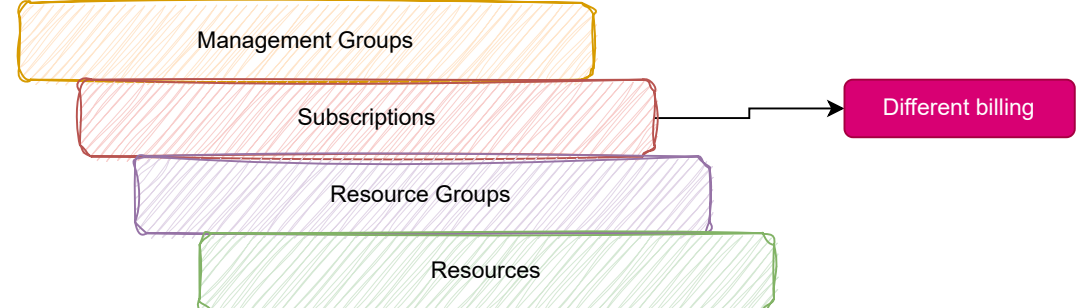 Management Groups
Subscriptions
Different billing
Resource Groups
Resources